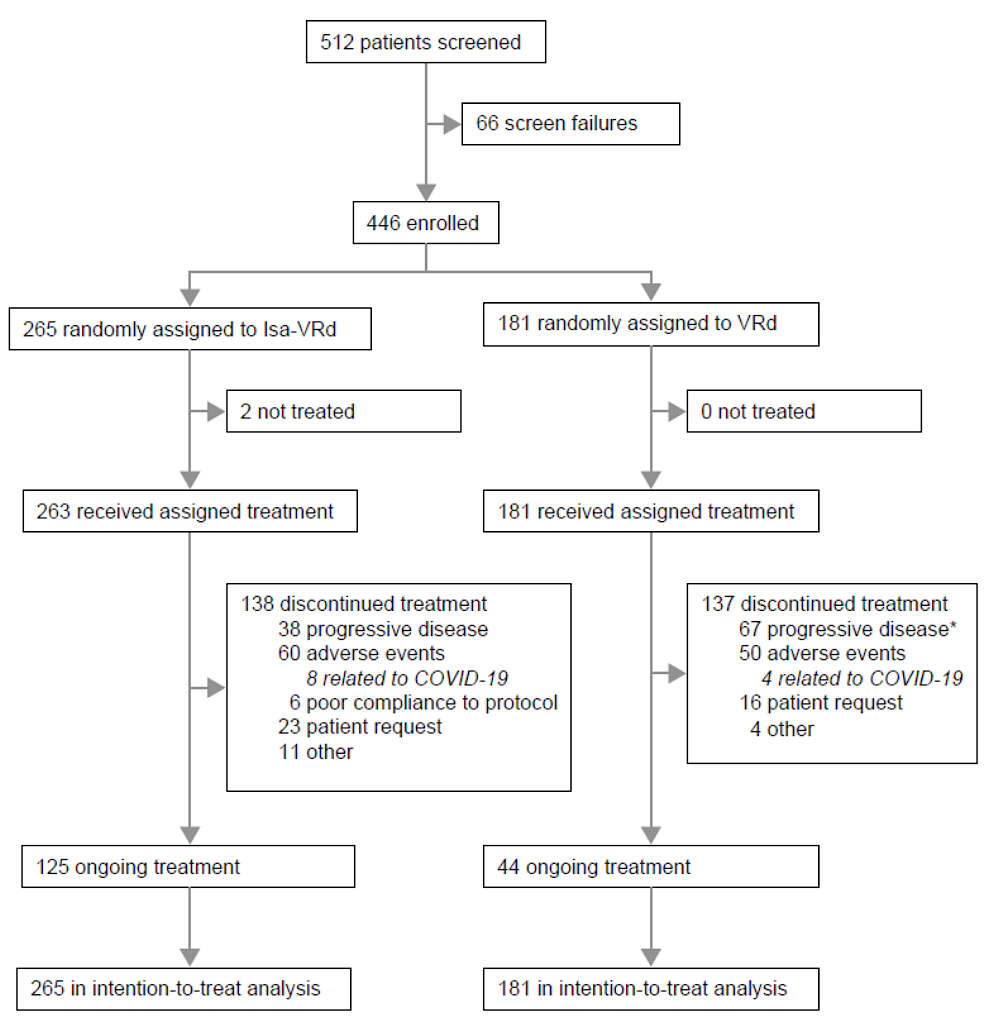 512 patients screened
66 screen failures
446 enrolled
265 randomly assigned to Isa-VRd
181 randomly assigned to VRd
2 not treated
0 not treated
263 received assigned treatment
181 received assigned treatment
138 discontinued treatment
38 progressive disease
60 adverse events
8 related to COVID-19
6 poor compliance to protocol
23 patient request
11 other
137 discontinued treatment
67 progressive disease*
50 adverse events
4 related to COVID-19
16 patient request
4 other
125 ongoing treatment
44 ongoing treatment
265 in intention-to-treat analysis
181 in intention-to-treat analysis